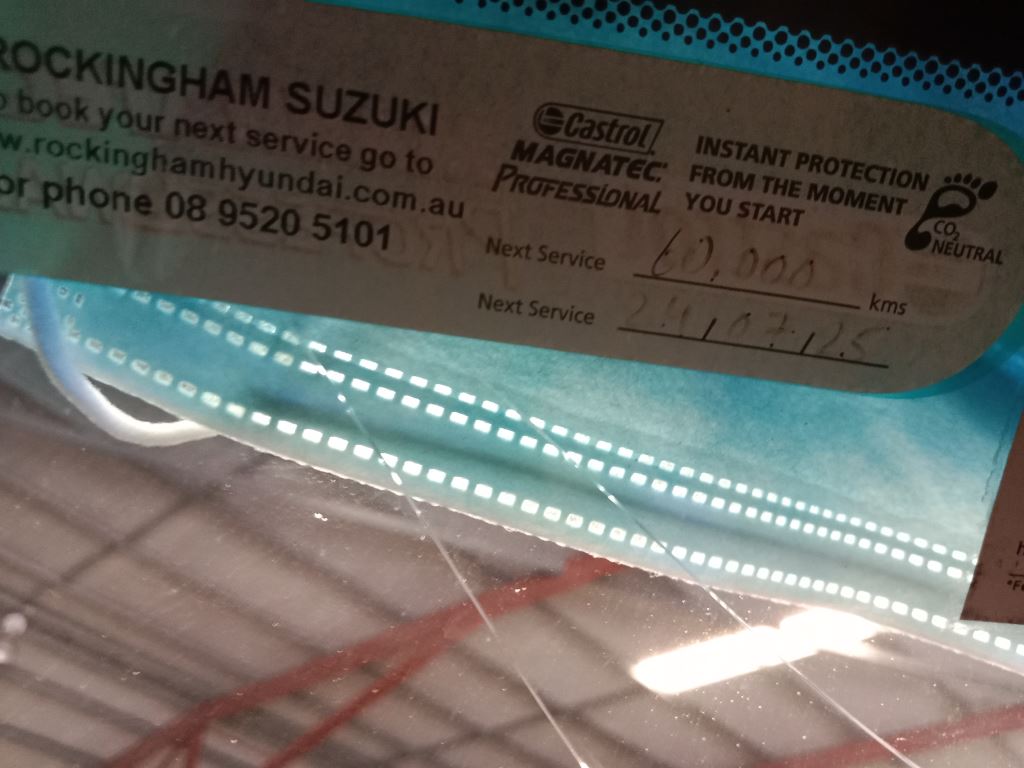 ROCKINGHAM SUZUKI
o book your next service go to
w.rockinghamhyundai.com.au
or phone 08 9520 5101
Castrol
MAGNATEC
PROFESSIONAL
INSTANT PROTECTION
FROM THE MOMENT
YOU START
CO2
NEUTRAL
Next Service 60,000 kms
Next Service 24,07,25